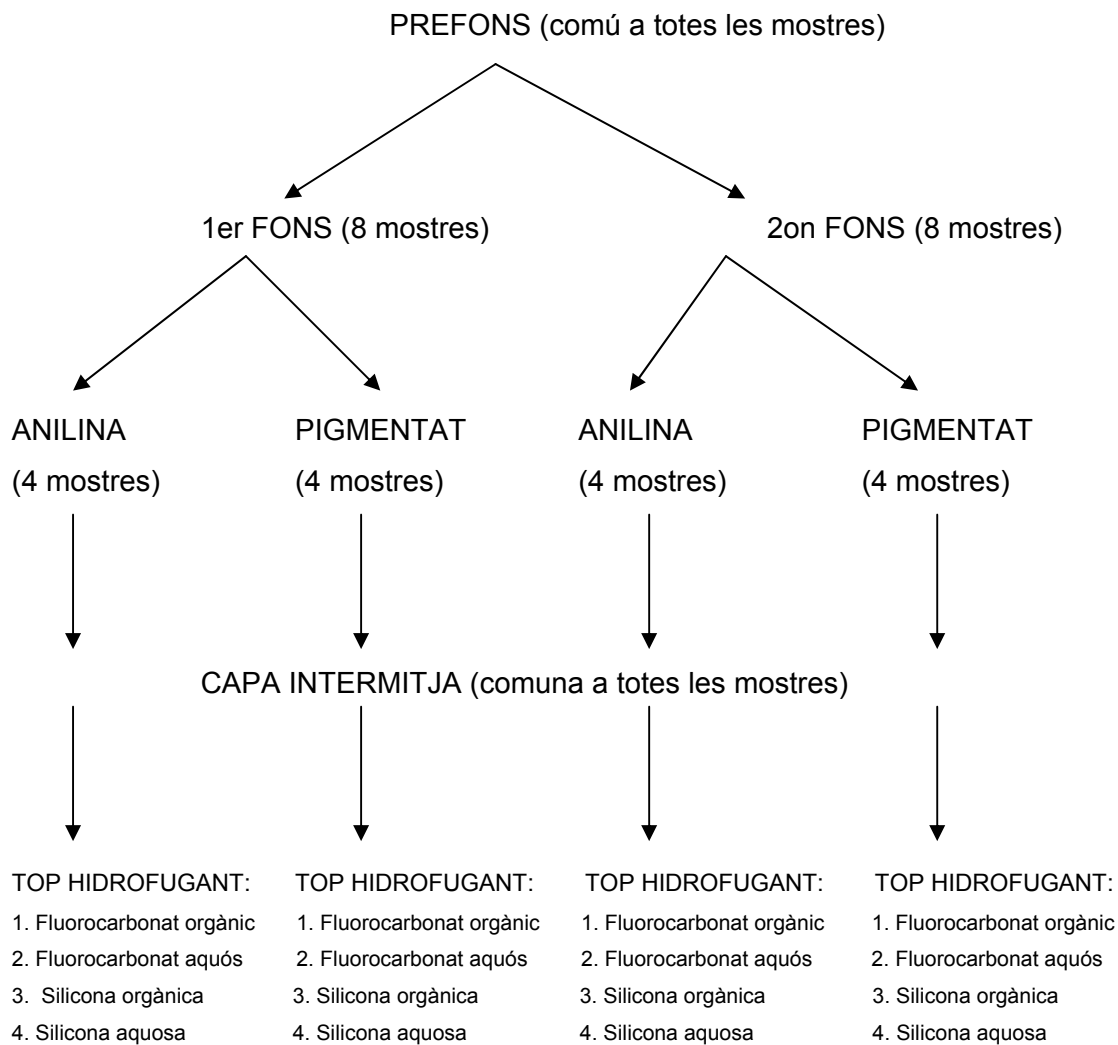 PREFONS (comú a totes les mostres)
1er FONS (8 mostres)
2on FONS (8 mostres)
ANILINA
(4 mostres)
PIGMENTAT
(4 mostres)
ANILINA
(4 mostres)
PIGMENTAT
(4 mostres)
CAPA INTERMITJA (comuna a totes les mostres)
TOP HIDROFUGANT:
1. Fluorocarbonat orgànic
2. Fluorocarbonat aquós
3. Silicona orgànica
4. Silicona aquosa
TOP HIDROFUGANT:
1. Fluorocarbonat orgànic
2. Fluorocarbonat aquós
3. Silicona orgànica
4. Silicona aquosa
TOP HIDROFUGANT:
1. Fluorocarbonat orgànic
2. Fluorocarbonat aquós
3. Silicona orgànica
4. Silicona aquosa
TOP HIDROFUGANT:
1. Fluorocarbonat orgànic
2. Fluorocarbonat aquós
3. Silicona orgànica
4. Silicona aquosa